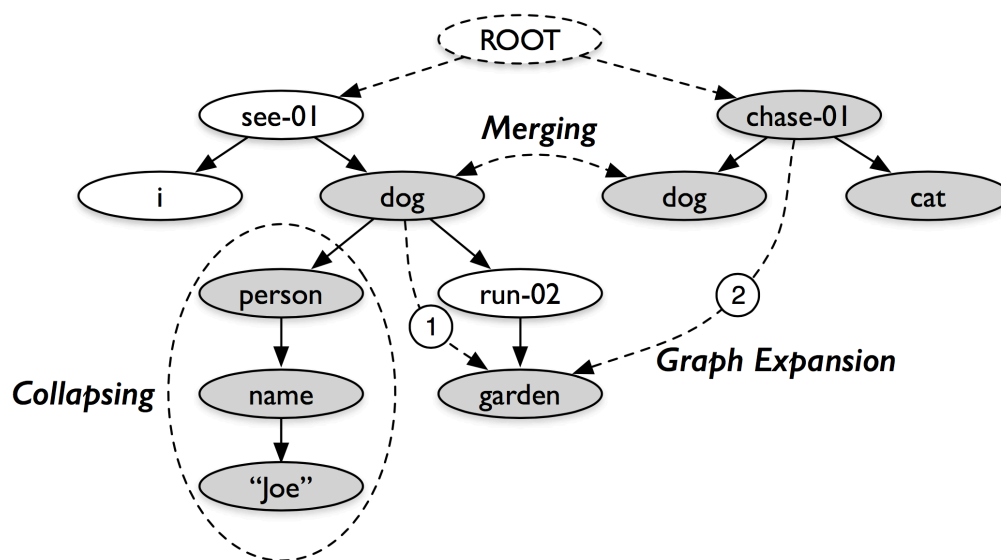 ROOT
see-01
chase-01
Merging
i
dog
dog
cat
person
run-02
2
1
Graph Expansion
Collapsing
name
garden
“Joe”